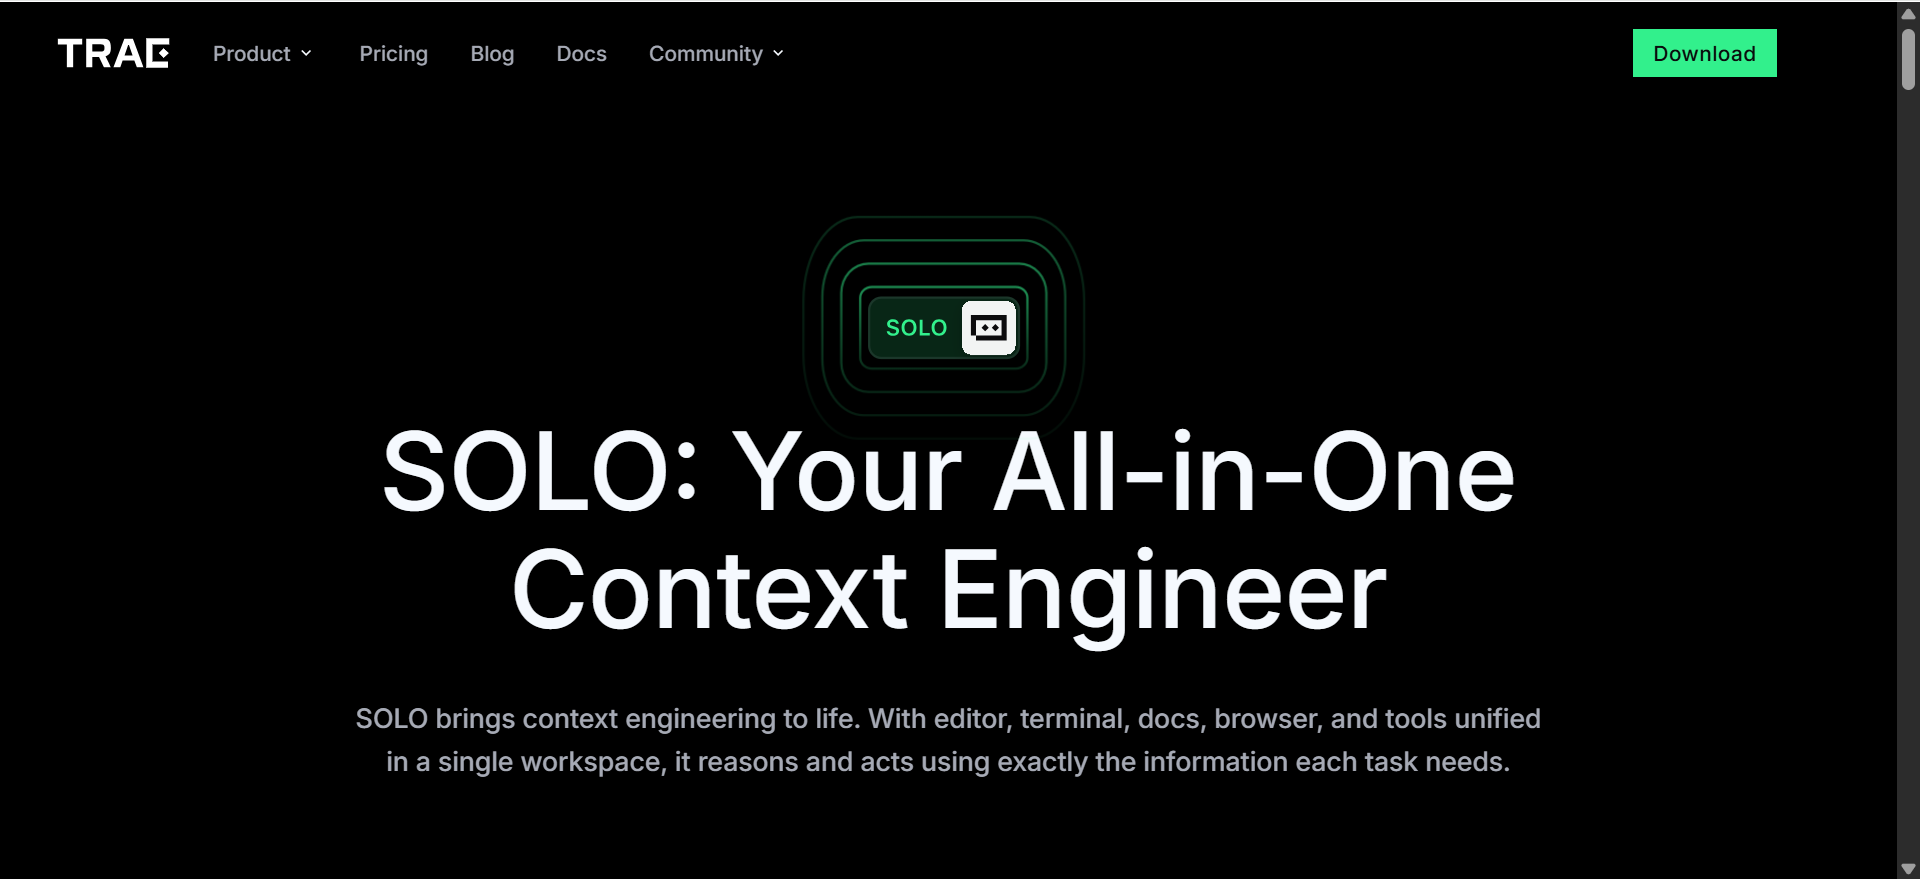 TRAE
Product
Pricing
Blog
Docs
Community
Download
SOLO
SOLO: Your All-in-One
Context Engineer
SOLO brings context engineering to life. With editor, terminal, docs, browser, and tools unified
in a single workspace, it reasons and acts using exactly the information each task needs.